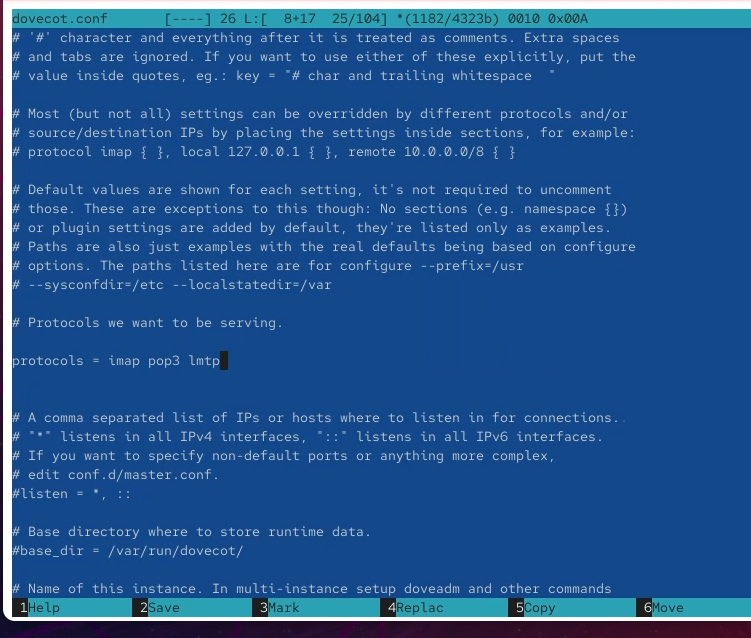 dovecot.conf [----] 26 L:[ 8+17 25/104] *(1182/4323b) 0010 0x00A
# '#' character and everything after it is treated as comments. Extra spaces
# and tabs are ignored. If you want to use either of these explicitly, put the
# value inside quotes, eg.: key = "# char and trailing whitespace  "
# Most (but not all) settings can be overridden by different protocols and/or
# source/destination IPs by placing the settings inside sections, for example:
# protocol imap { }, local 127.0.0.1 { }, remote 10.0.0.0/8 { }
# Default values are shown for each setting, it's not required to uncomment
# those. These are exceptions to this though: No sections (e.g. namespace {})
# or plugin settings are added by default, they're listed only as examples.
# Paths are also just examples with the real defaults being based on configure
# options. The paths listed here are for configure --prefix=/usr
# --sysconfdir=/etc --localstatedir=/var
# Protocols we want to be serving.
protocols = imap pop3 lmtp
# A comma separated list of IPs or hosts where to listen in for connections..
# "*" listens in all IPv4 interfaces, "::" listens in all IPv6 interfaces.
# If you want to specify non-default ports or anything more complex,
# edit conf.d/master.conf.
#listen = *, ::
# Base directory where to store runtime data.
#base_dir = /var/run/dovecot/
# Name of this instance. In multi-instance setup doveadm and other commands
1Help 2Save 3Mark 4Replac 5Copy 6Move